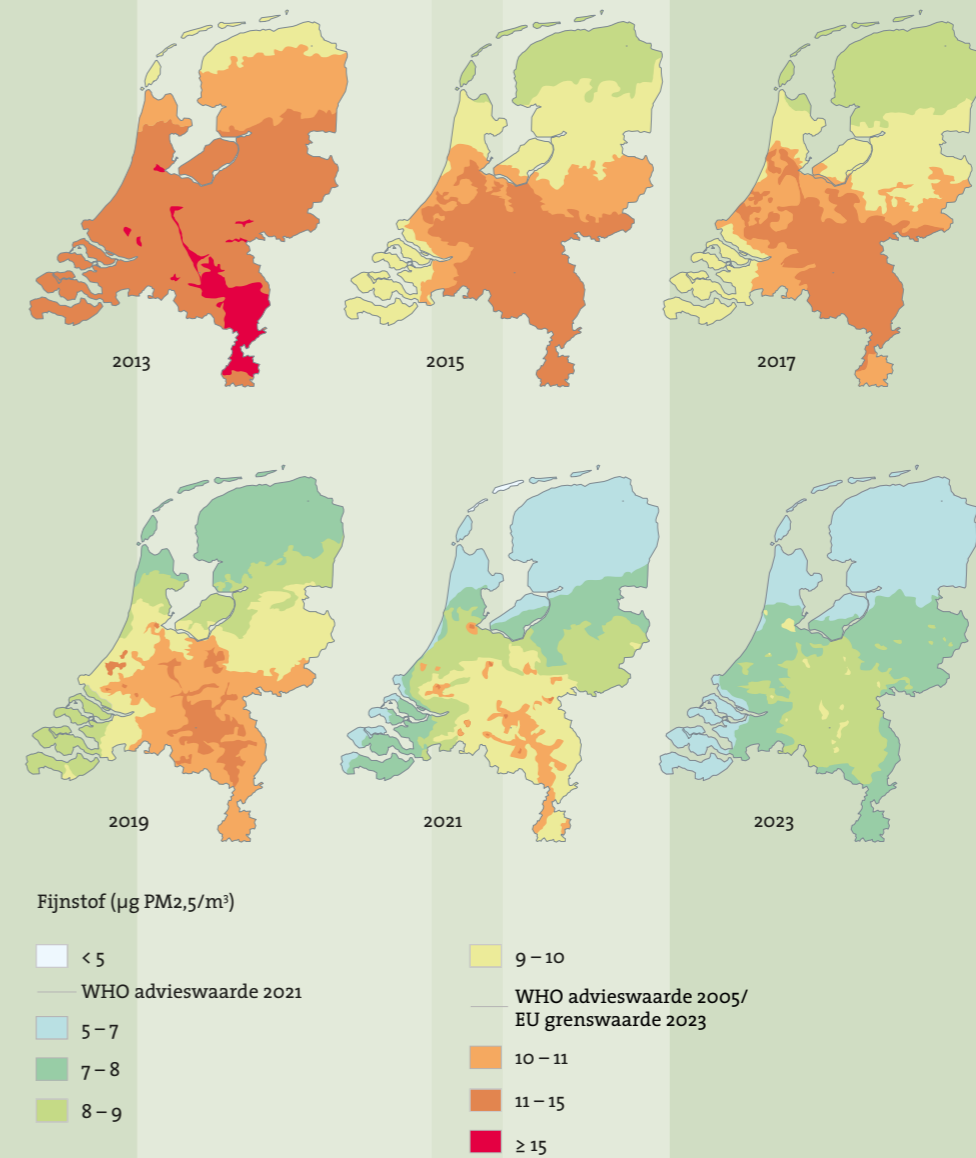 2013
2015
2017
2019
2021
2023
Fijnstof (µg PM2,5/m³)
< 5
WHO advieswaarde 2021
5 – 7
7 – 8
8 – 9
9 – 10
WHO advieswaarde 2005/
EU grenswaarde 2023
10 – 11
11 – 15
≥ 15